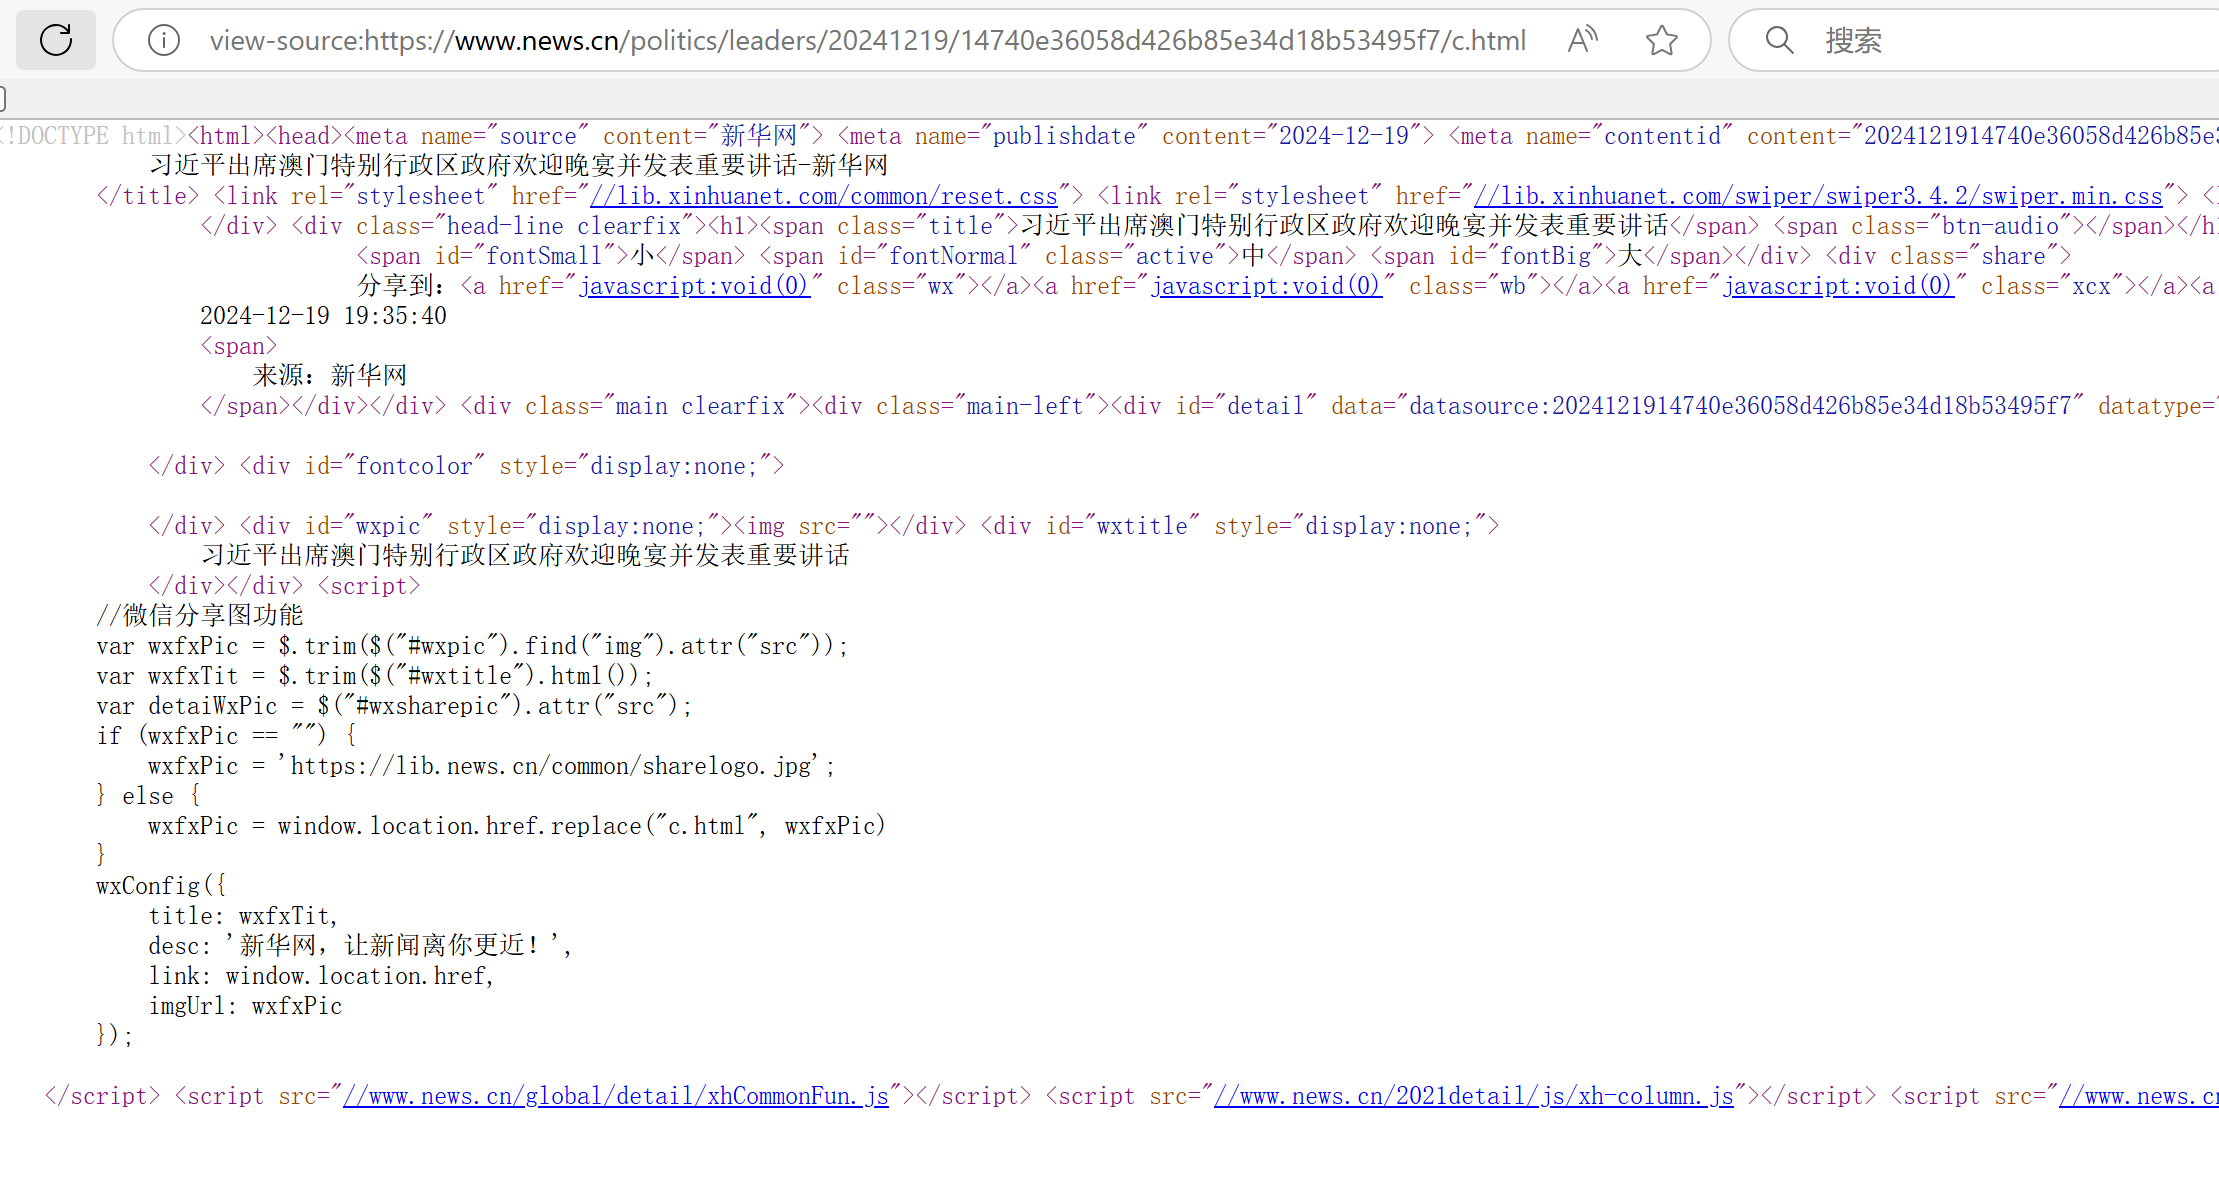 view-source:https://www.news.cn/politics/leaders/20241219/14740e36058d426b85e34d18b53495f7/c.html 搜索
<!DOCTYPE html><html><head><meta name="source" content="新华网"> <meta name="publishdate" content="2024-12-19"> <meta name="contentid" content="2024121914740e36058d426b85e3
习近平出席澳门特别行政区政府欢迎晚宴并发表重要讲话-新华网
</title> <link rel="stylesheet" href="//lib.xinhuanet.com/common/reset.css"> <link rel="stylesheet" href="//lib.xinhuanet.com/swiper/swiper3.4.2/swiper.min.css"> <l
</div> <div class="head-line clearfix"><h1><span class="title">习近平出席澳门特别行政区政府欢迎晚宴并发表重要讲话</span> <span class="btn-audio"></span></h1
<span id="fontSmall">小</span> <span id="fontNormal" class="active">中</span> <span id="fontBig">大</span></div> <div class="share">
分享到：<a href="javascript:void(0)" class="wx"></a><a href="javascript:void(0)" class="wb"></a><a href="javascript:void(0)" class="xcx"></a><a
2024-12-19 19:35:40
<span>
来源：新华网
</span></div></div> <div class="main clearfix"><div class="main-left"><div id="detail" data="datasource:2024121914740e36058d426b85e34d18b53495f7" datatype="
</div> <div id="fontcolor" style="display:none;">
</div> <div id="wxpic" style="display:none;"><img src=""></div> <div id="wxtitle" style="display:none;">
习近平出席澳门特别行政区政府欢迎晚宴并发表重要讲话
</div></div> <script>
//微信分享图功能
var wxfxPic = $.trim($("#wxpic").find("img").attr("src"));
var wxfxTit = $.trim($("#wxtitle").html());
var detaiWxPic = $("#wxsharepic").attr("src");
if (wxfxPic == "") {
wxfxPic = 'https://lib.news.cn/common/sharelogo.jpg';
} else {
wxfxPic = window.location.href.replace("c.html", wxfxPic)
}
wxConfig({
title: wxfxTit,
desc: '新华网，让新闻离你更近！',
link: window.location.href,
imgUrl: wxfxPic
});
</script> <script src="//www.news.cn/global/detail/xhCommonFun.js"></script> <script src="//www.news.cn/2021detail/js/xh-column.js"></script> <script src="//www.news.cn